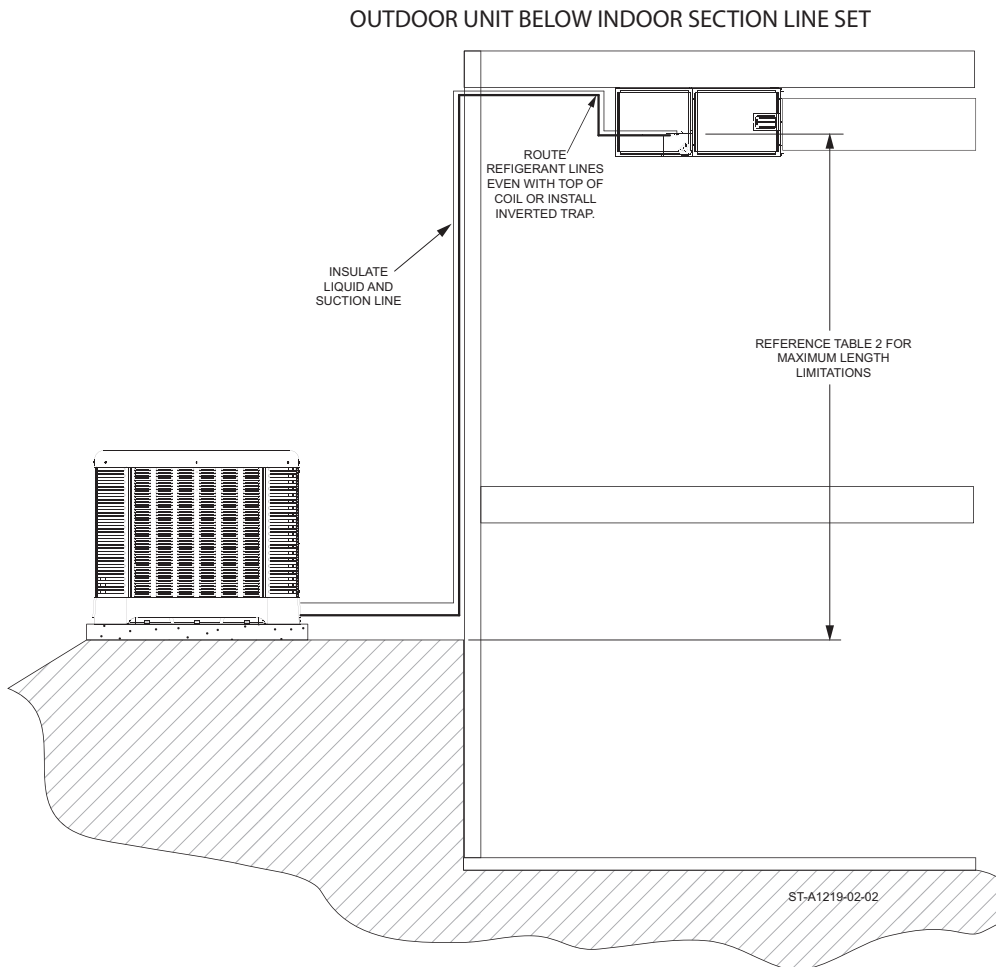 OUTDOOR UNIT BELOW INDOOR SECTION LINE SET
ROUTE
REFIGERANT LINES
EVEN WITH TOP OF
COIL OR INSTALL
INVERTED TRAP.
INSULATE
LIQUID AND
SUCTION LINE
REFERENCE TABLE 2 FOR
MAXIMUM LENGTH
LIMITATIONS
ST-A1219-02-02